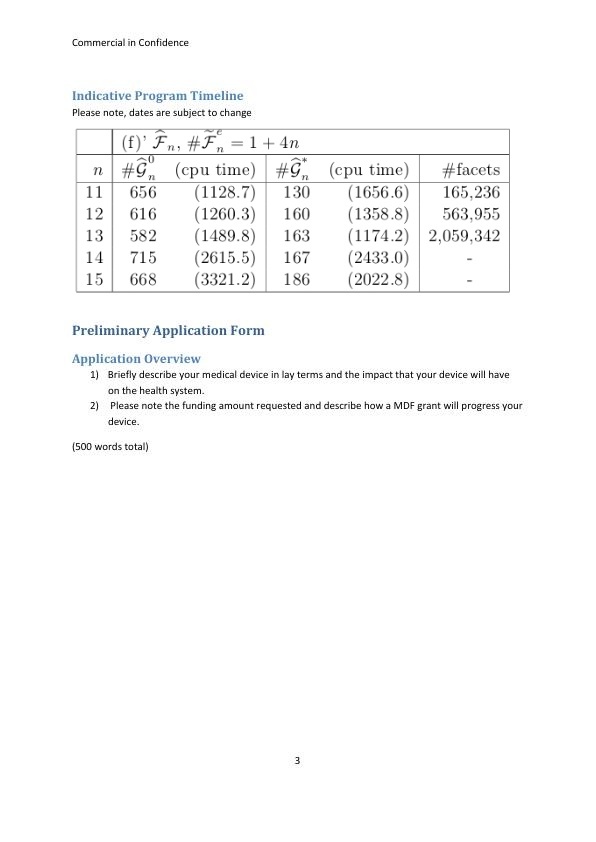 Commercial in Confidence
Indicative Program Timeline
Please note, dates are subject to change
(f)' $\widehat{\mathcal{F}}_n$, #$\widetilde{\mathcal{F}}_n^e$ = 1 + 4n
n #$\widehat{\mathcal{G}}_n^0$ (cpu time) #$\widehat{\mathcal{G}}_n^*$ (cpu time) #facets
11 656 (1128.7) 130 (1656.6) 165,236
12 616 (1260.3) 160 (1358.8) 563,955
13 582 (1489.8) 163 (1174.2) 2,059,342
14 715 (2615.5) 167 (2433.0) -
15 668 (3321.2) 186 (2022.8) -
Preliminary Application Form
Application Overview
1) Briefly describe your medical device in lay terms and the impact that your device will have
on the health system.
2) Please note the funding amount requested and describe how a MDF grant will progress your
device.
(500 words total)
3